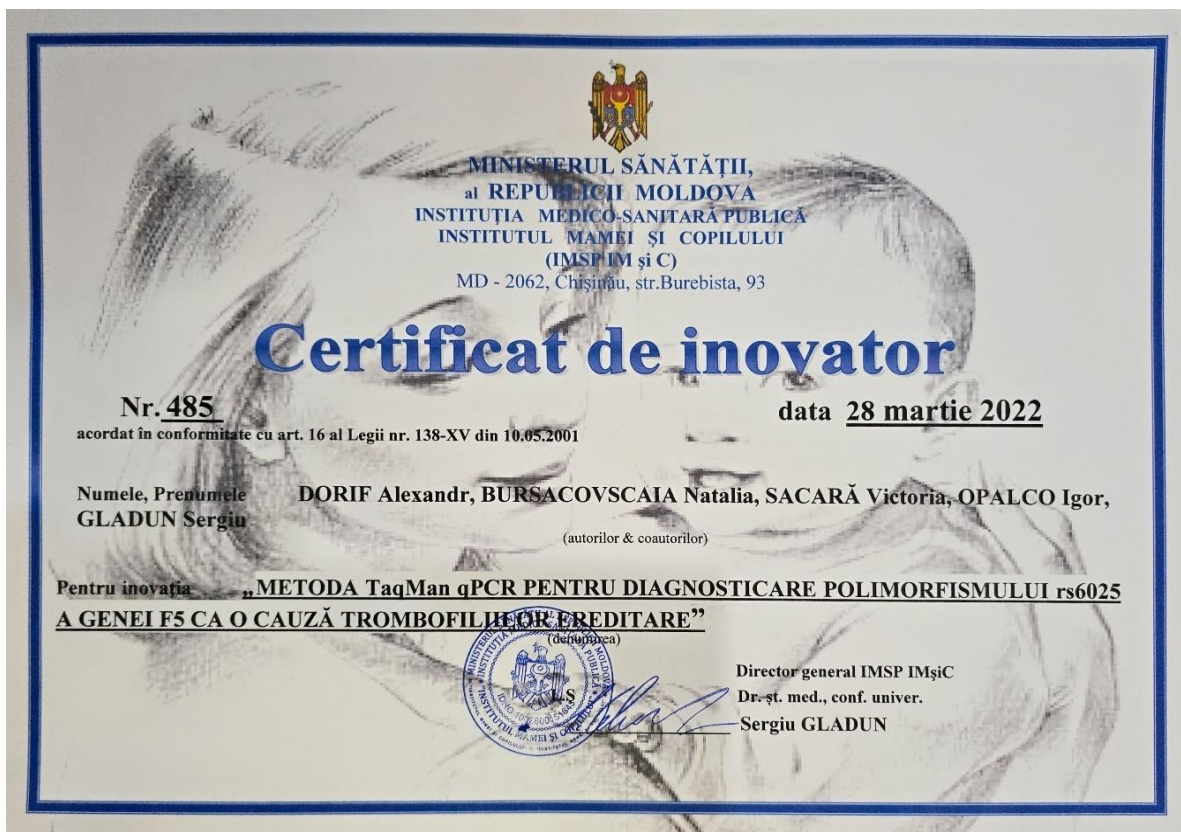 MINISTERUL SĂNĂTĂȚII,
al REPUBLICII MOLDOVA
INSTITUȚIA MEDICO-SANITARĂ PUBLICĂ
INSTITUTUL MAMEI ȘI COPILULUI
(IMSP IM și C)
MD - 2062, Chișinău, str.Burebista, 93
Certificat de inovator
Nr. 485 data 28 martie 2022
acordat în conformitate cu art. 16 al Legii nr. 138-XV din 10.05.2001
Numele, Prenumele DORIF Alexandr, BURSACOVSCAIA Natalia, SACARĂ Victoria, OPALCO Igor,
GLADUN Sergiu
(autorilor & coautorilor)
Pentru inovația „METODA TaqMan qPCR PENTRU DIAGNOSTICARE POLIMORFISMULUI rs6025
A GENEI F5 CA O CAUZĂ TROMBOFILIILOR EREDITARE”
(denumirea)
Director general IMSP IMșiC
L.S Dr. șt. med., conf. univer.
Sergiu GLADUN
INSTITUTUL MAMEI ȘI COPILULUI